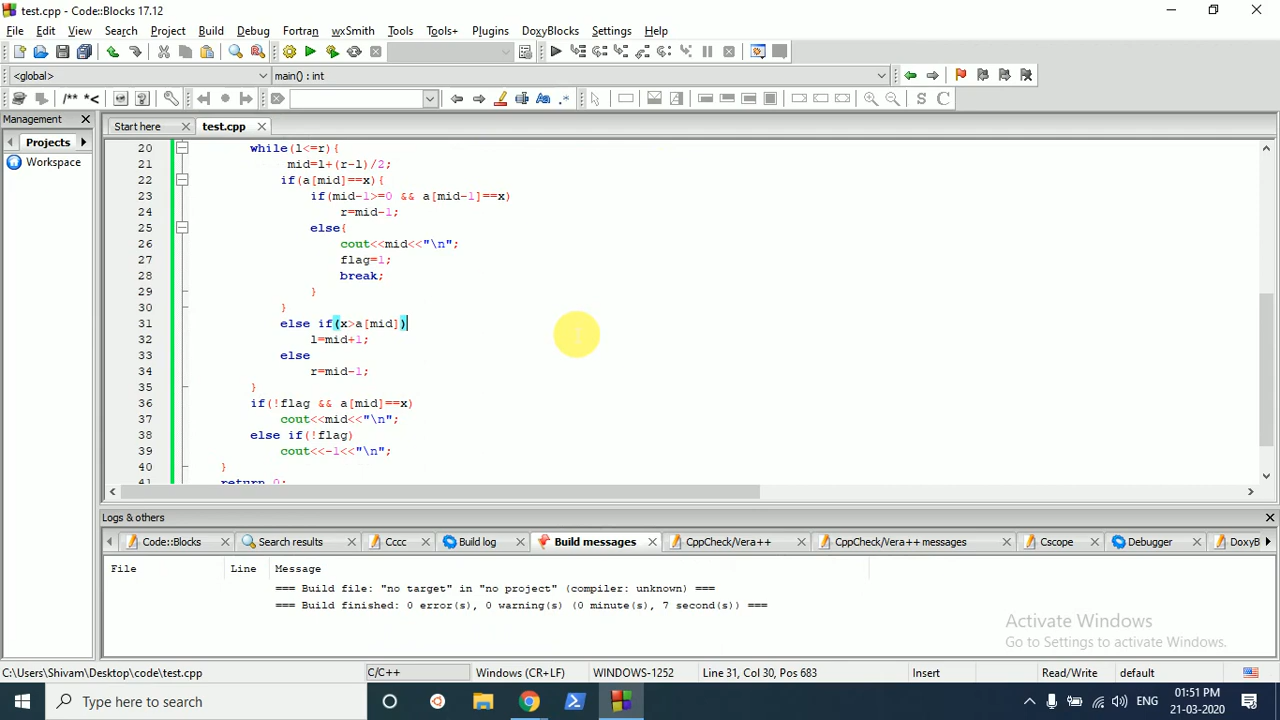 test.cpp - Code::Blocks 17.12
File Edit View Search Project Build Debug Fortran wxSmith Tools Tools+ Plugins DoxyBlocks Settings Help
<global> main() : int
/** *<
S C
Management
Start here test.cpp
Projects
Workspace
20 while(l<=r){
21 mid=l+(r-l)/2;
22 if(a[mid]==x){
23 if(mid-1>=0 && a[mid-1]==x)
24 r=mid-1;
25 else{
26 cout<<mid<<"\n";
27 flag=1;
28 break;
29 }
30 }
31 else if(x>a[mid])
32 l=mid+1;
33 else
34 r=mid-1;
35 }
36 if(!flag && a[mid]==x)
37 cout<<mid<<"\n";
38 else if(!flag)
39 cout<<-1<<"\n";
40 }
41 return 0;
Logs & others
Code::Blocks Search results Cccc Build log Build messages CppCheck/Vera++ CppCheck/Vera++ messages Cscope Debugger DoxyB
File Line Message
=== Build file: "no target" in "no project" (compiler: unknown) ===
=== Build finished: 0 error(s), 0 warning(s) (0 minute(s), 7 second(s)) ===
Activate Windows
Go to Settings to activate Windows.
C:\Users\Shivam\Desktop\code\test.cpp C/C++ Windows (CR+LF) WINDOWS-1252 Line 31, Col 30, Pos 683 Insert Read/Write default
Type here to search
ENG
01:51 PM
21-03-2020